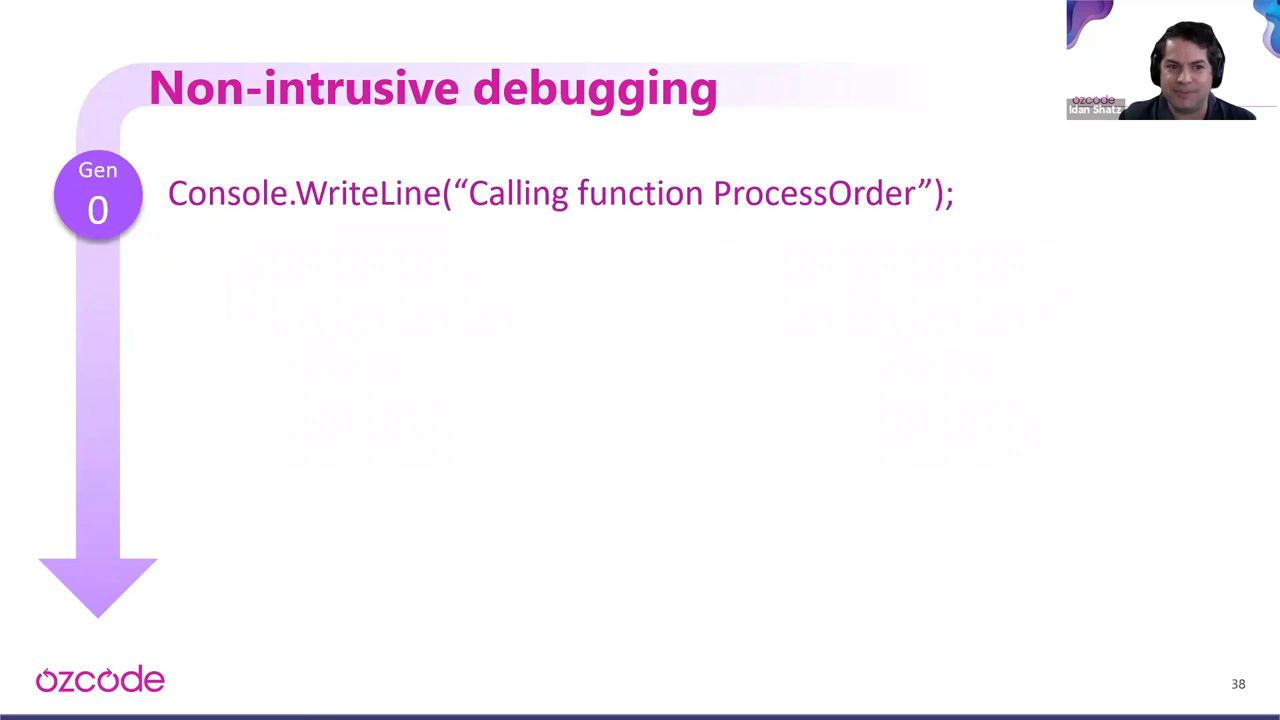 Non-intrusive debugging
ozcode
Idan Shatz
Gen
0
Console.WriteLine(“Calling function ProcessOrder”);
ozcode
38